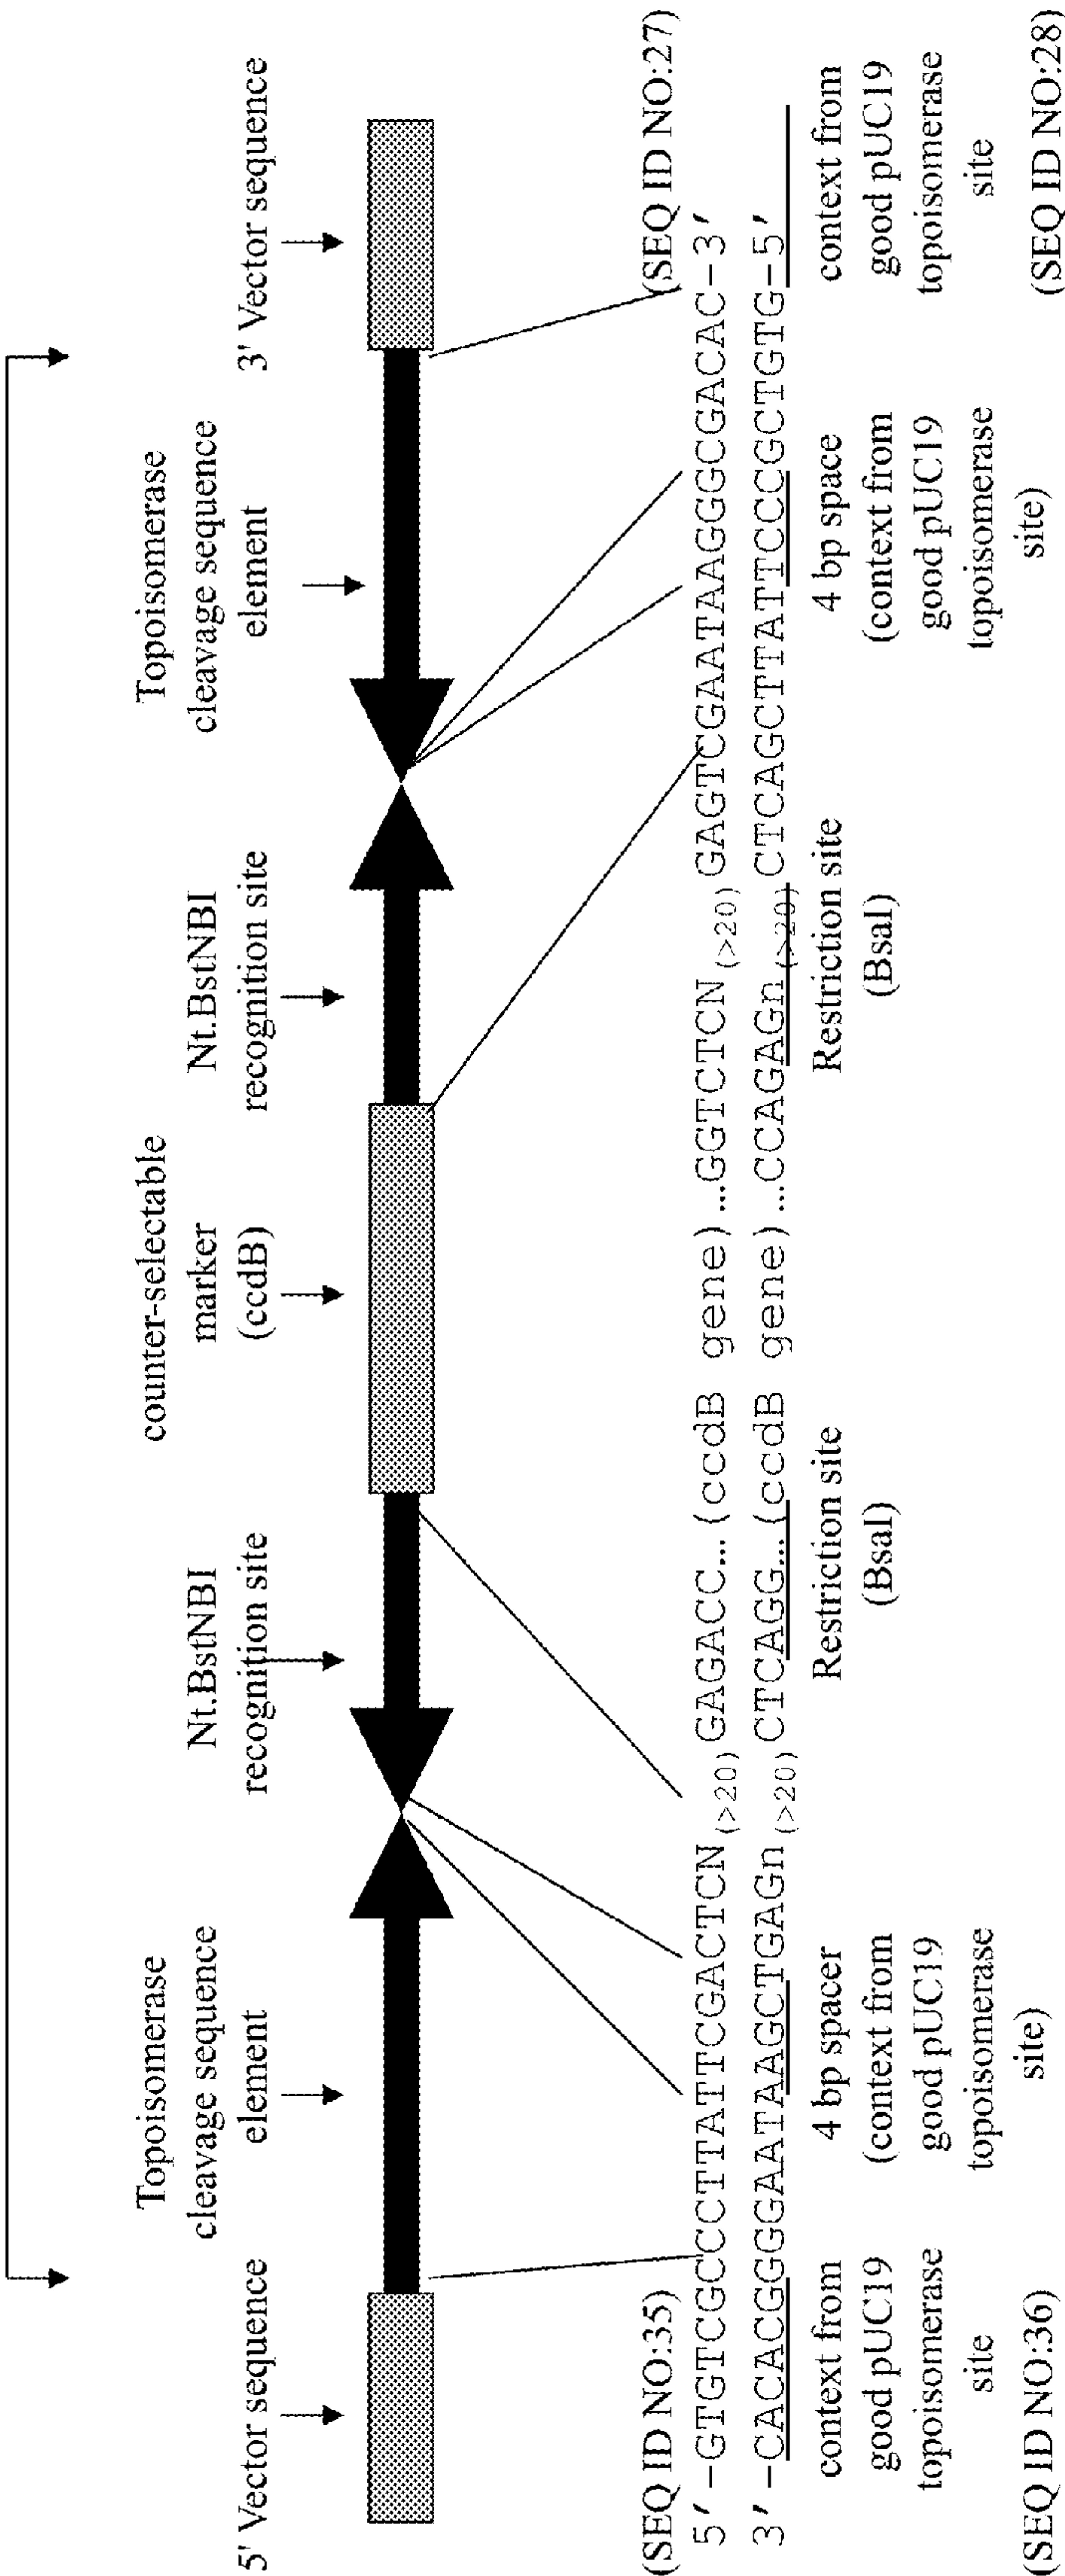 5' Vector sequence
Topoisomerase
cleavage sequence
element
Nt.BstNBI
recognition site
counter-selectable
marker
(ccdB)
Nt.BstNBI
recognition site
Topoisomerase
cleavage sequence
element
3' Vector sequence
(SEQ ID NO:35)
(SEQ ID NO:27)
5′-GTGTCGCCCTTATTCGACTCN(>20)GAGACC...(ccdB gene)...GGTCTCN(>20)GAGTCGAATAAGGGCGACAC-3′
3′-CACACGGGGAATAAGCTGAGn(>20)CTCAGG...(ccdB gene)...CCAGAGn(>20)CTCAGCTTATTCCCGCTGTG-5′
context from
good pUC19
topoisomerase
site
4 bp spacer
(context from
good pUC19
topoisomerase
site)
Restriction site
(BsaI)
Restriction site
(BsaI)
4 bp space
(context from
good pUC19
topoisomerase
site)
context from
good pUC19
topoisomerase
site
(SEQ ID NO:36)
(SEQ ID NO:28)